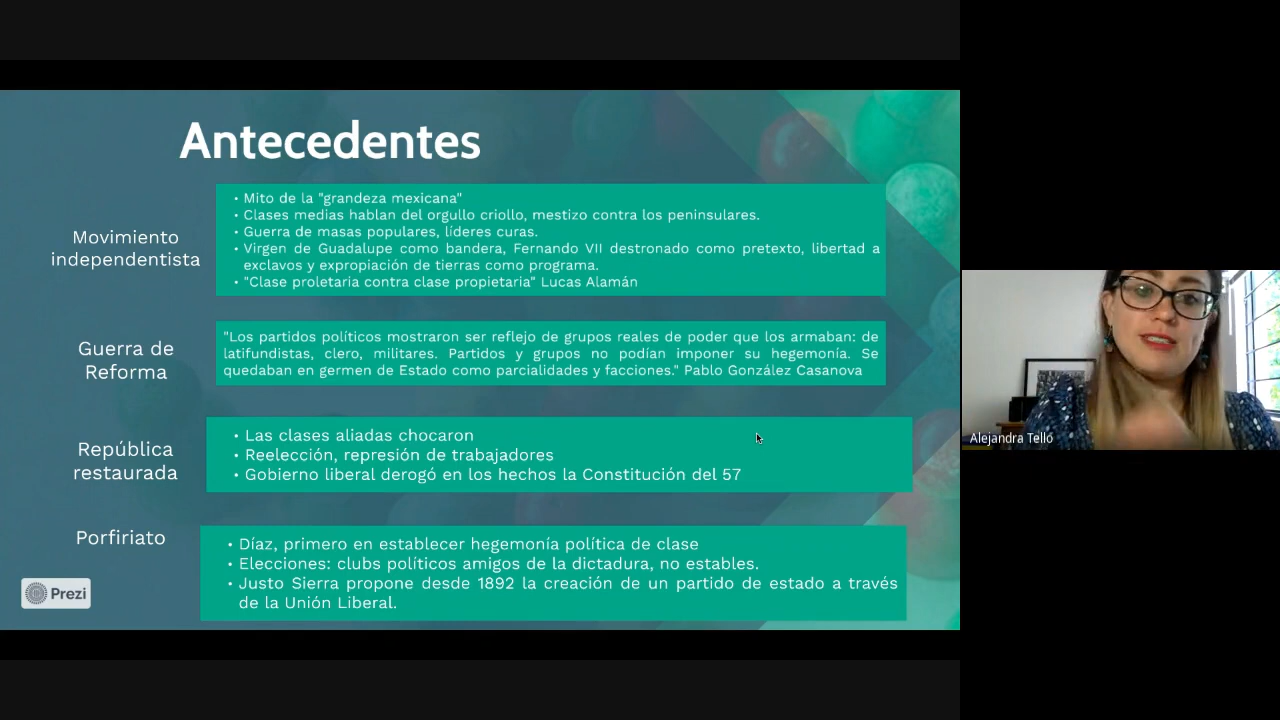 Antecedentes
Movimiento
independentista
• Mito de la "grandeza mexicana"
• Clases medias hablan del orgullo criollo, mestizo contra los peninsulares.
• Guerra de masas populares, líderes curas.
• Virgen de Guadalupe como bandera, Fernando VII destronado como pretexto, libertad a
exclavos y expropiación de tierras como programa.
• "Clase proletaria contra clase propietaria" Lucas Alamán
Guerra de
Reforma
"Los partidos políticos mostraron ser reflejo de grupos reales de poder que los armaban: de
latifundistas, clero, militares. Partidos y grupos no podían imponer su hegemonía. Se
quedaban en germen de Estado como parcialidades y facciones." Pablo González Casanova
República
restaurada
• Las clases aliadas chocaron
• Reelección, represión de trabajadores
• Gobierno liberal derogó en los hechos la Constitución del 57
Porfiriato
• Díaz, primero en establecer hegemonía política de clase
• Elecciones: clubs políticos amigos de la dictadura, no estables.
• Justo Sierra propone desde 1892 la creación de un partido de estado a través
de la Unión Liberal.
Prezi
Alejandra Tello